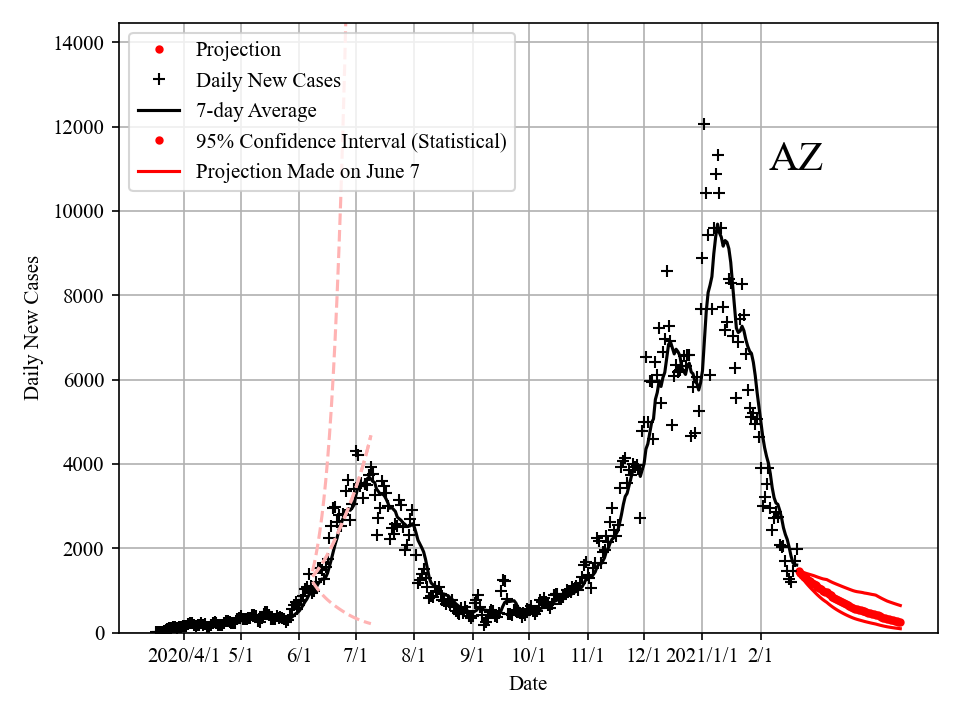 14000
12000
10000
8000
6000
4000
2000
0
Daily New Cases
Projection
Daily New Cases
7-day Average
95% Confidence Interval (Statistical)
Projection Made on June 7
AZ
2020/4/1 5/1 6/1 7/1 8/1 9/1 10/1 11/1 12/1 2021/1/1 2/1
Date